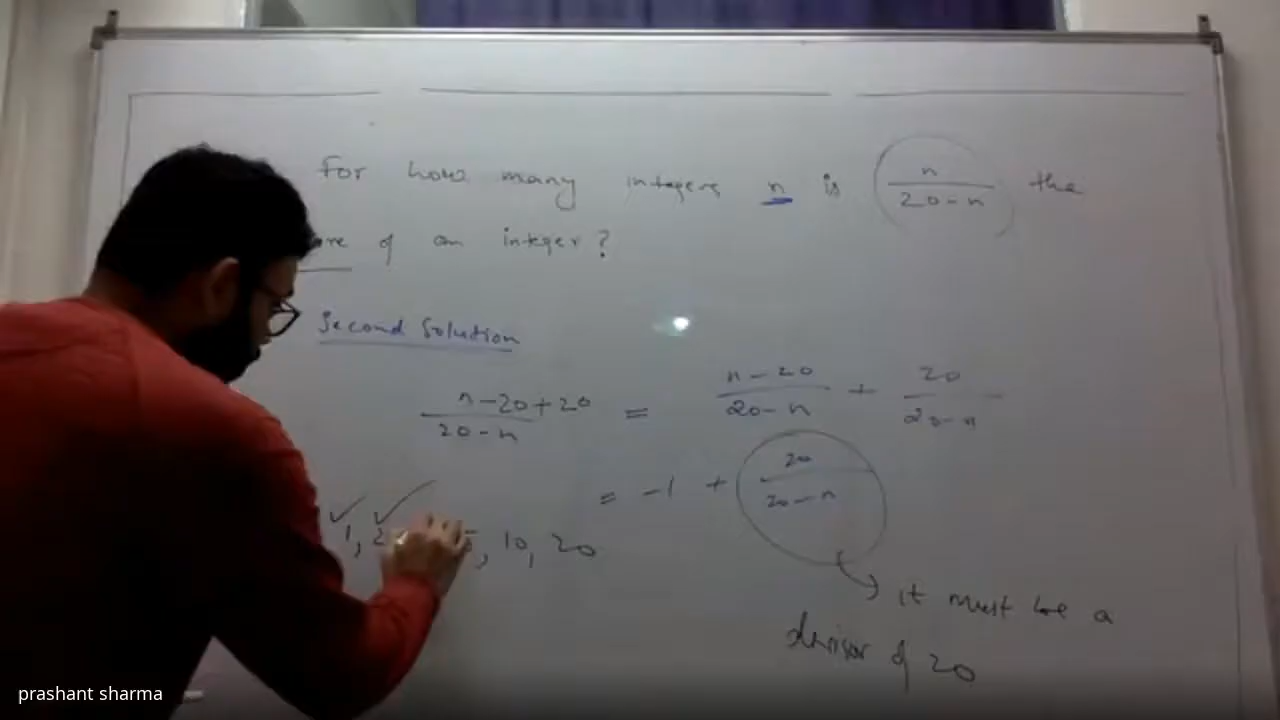 For how many integers n is n/(20-n) the
of an integer?
Second Solution
(n-20+20)/(20-n) = (n-20)/(20-n) + 20/(20-n)
= -1 + 20/(20-n)
1, 2 , 10, 20
it must be a
divisor of 20
prashant sharma